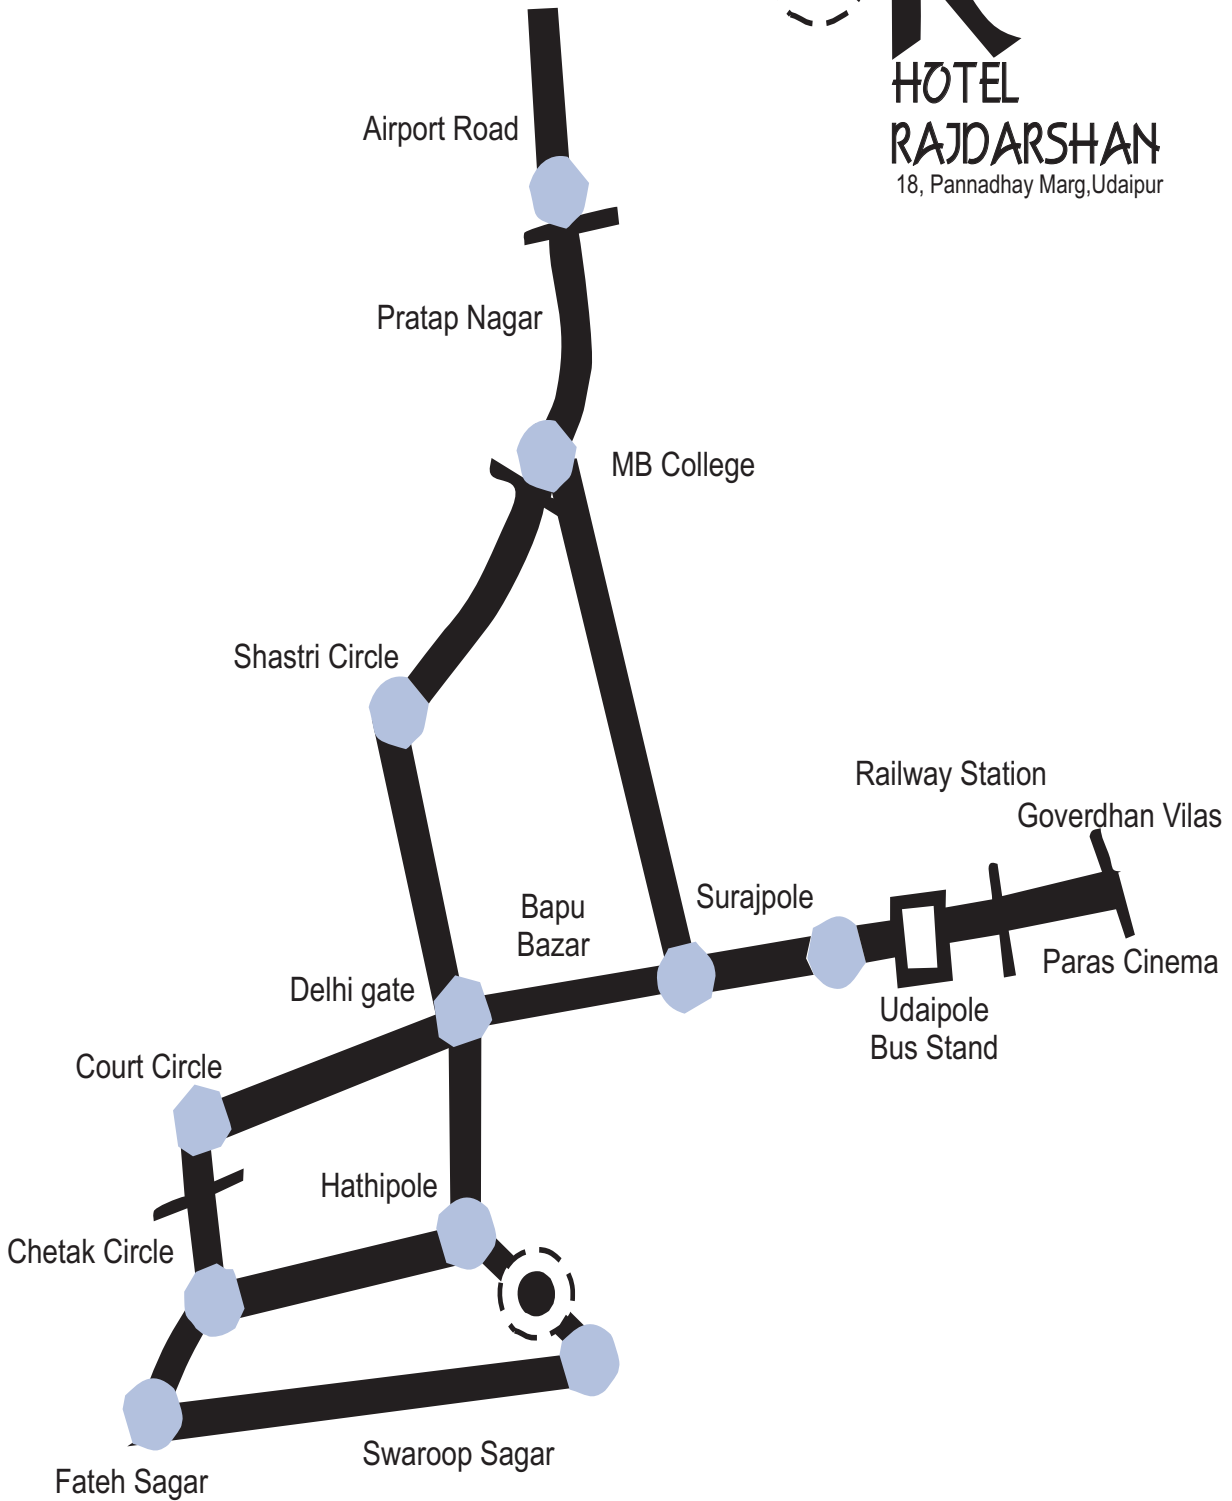 HOTEL
RAJDARSHAN
18, Pannadhay Marg,Udaipur
Airport Road
Pratap Nagar
MB College
Shastri Circle
Railway Station
Goverdhan Vilas
Surajpole
Bapu
Bazar
Paras Cinema
Delhi gate
Udaipole
Bus Stand
Court Circle
Hathipole
Chetak Circle
Swaroop Sagar
Fateh Sagar